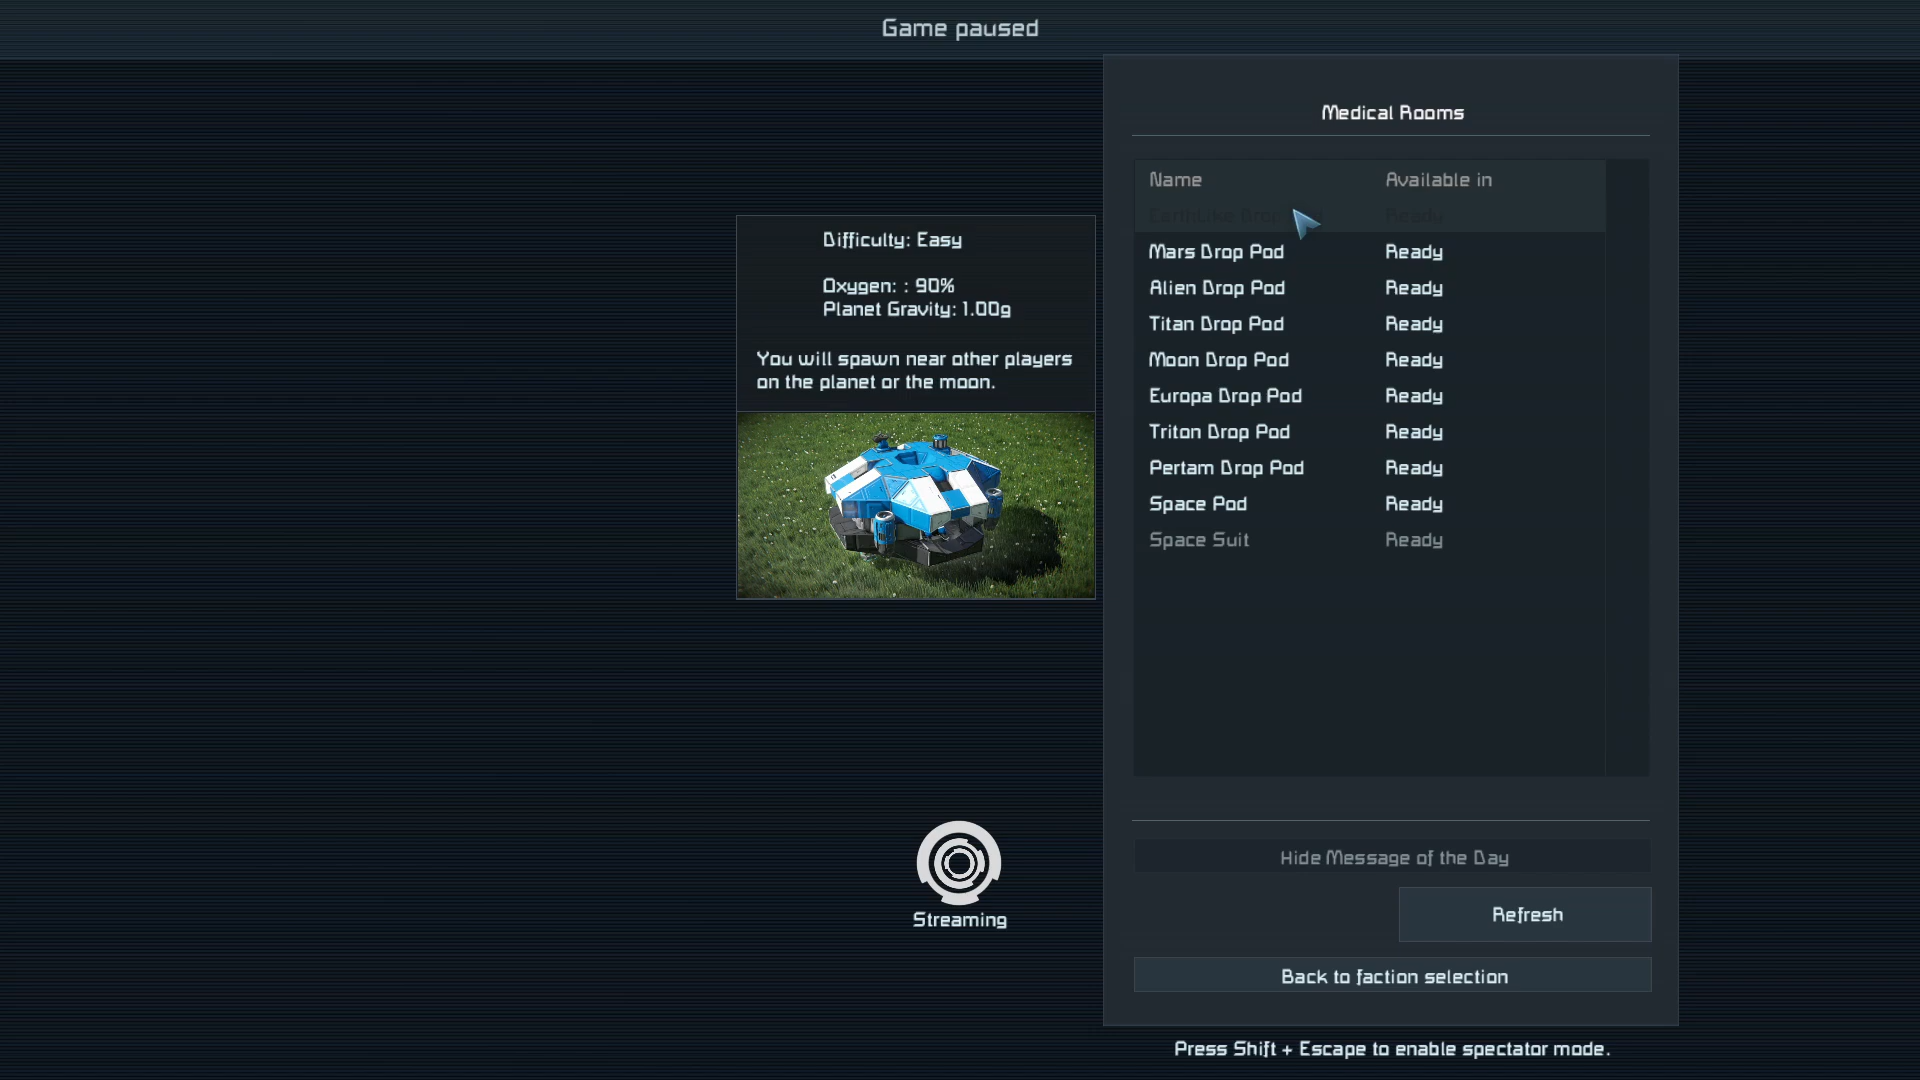 Game paused
Medical Rooms
Name Available in
EarthLike Drop Ready
Mars Drop Pod Ready
Alien Drop Pod Ready
Titan Drop Pod Ready
Moon Drop Pod Ready
Europa Drop Pod Ready
Triton Drop Pod Ready
Pertam Drop Pod Ready
Space Pod Ready
Space Suit Ready
Difficulty: Easy
Oxygen: : 90%
Planet Gravity: 1.00g
You will spawn near other players
on the planet or the moon.
Streaming
Hide Message of the Day
Refresh
Back to faction selection
Press Shift + Escape to enable spectator mode.